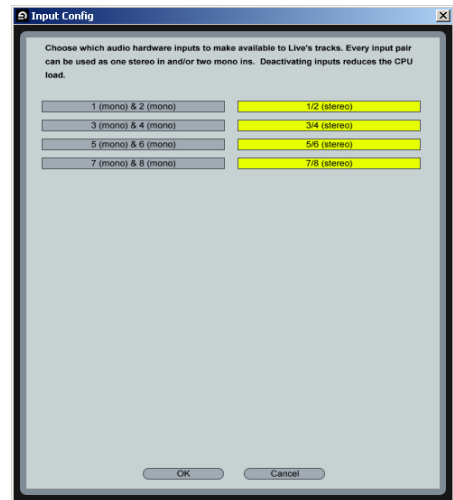 Input Config
Choose which audio hardware inputs to make available to Live's tracks. Every input pair
can be used as one stereo in and/or two mono ins. Deactivating inputs reduces the CPU
load.
1 (mono) & 2 (mono) 1/2 (stereo)
3 (mono) & 4 (mono) 3/4 (stereo)
5 (mono) & 6 (mono) 5/6 (stereo)
7 (mono) & 8 (mono) 7/8 (stereo)
OK Cancel